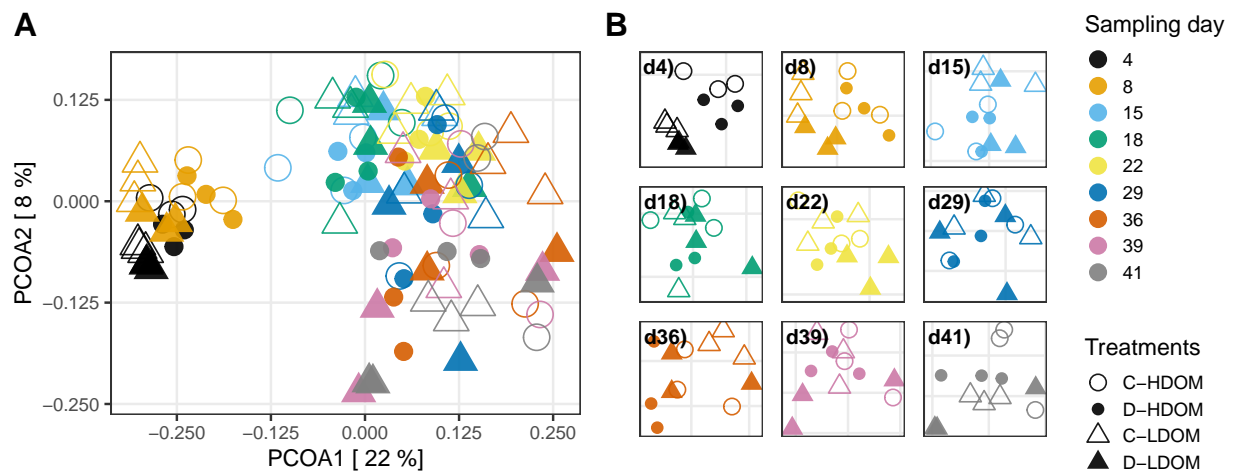 A
PCOA2 [ 8 %]
0.125
0.000
−0.125
−0.250
−0.250
−0.125
0.000
0.125
0.250
PCOA1 [ 22 %]
B
d4)
d8)
d15)
d18)
d22)
d29)
d36)
d39)
d41)
Sampling day
4
8
15
18
22
29
36
39
41
Treatments
C−HDOM
D−HDOM
C−LDOM
D−LDOM